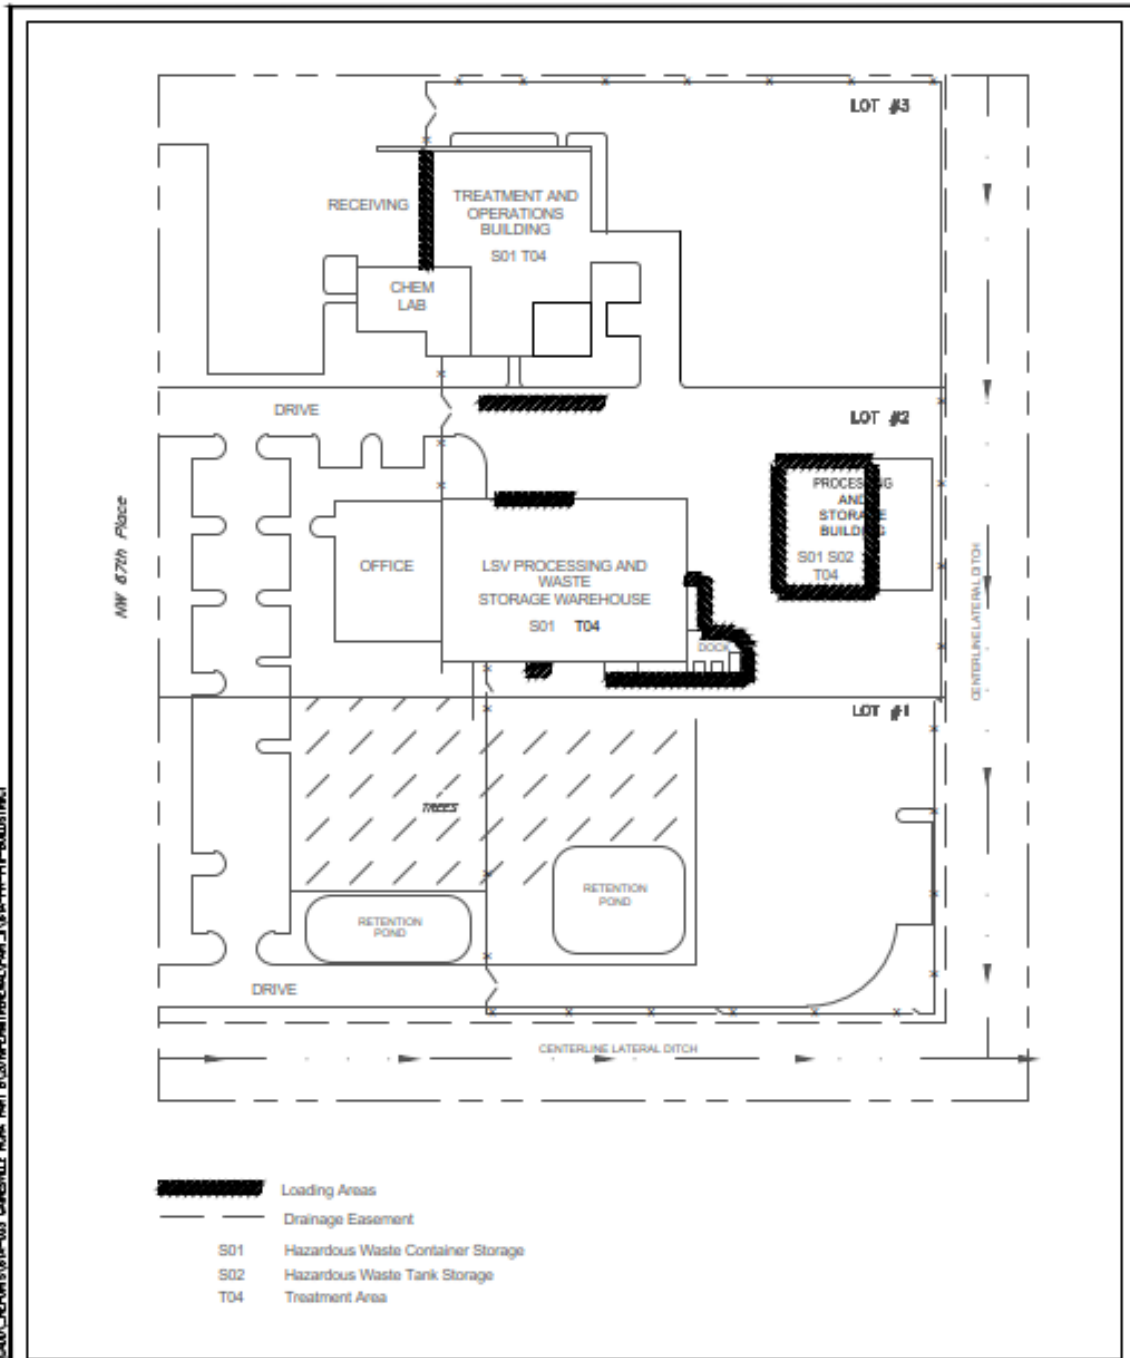 LOT #3
RECEIVING
TREATMENT AND
OPERATIONS
BUILDING
S01 T04
CHEM
LAB
DRIVE
LOT #2
NW 67th Place
PROCESSING
AND
STORAGE
BUILDING
S01 S02
T04
OFFICE
LSV PROCESSING AND
WASTE
STORAGE WAREHOUSE
S01 T04
DOCK
CENTERLINE LATERAL DITCH
LOT #1
TREES
RETENTION
POND
RETENTION
POND
DRIVE
CENTERLINE LATERAL DITCH
Loading Areas
Drainage Easement
S01 Hazardous Waste Container Storage
S02 Hazardous Waste Tank Storage
T04 Treatment Area